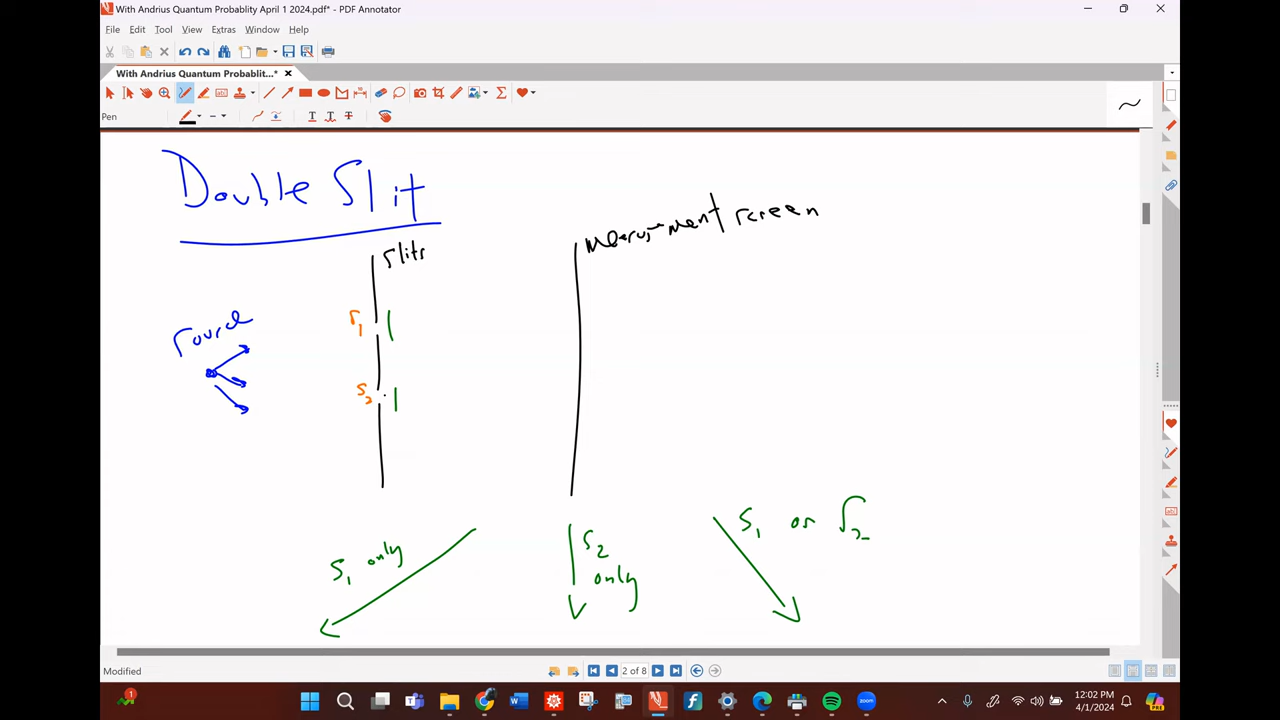 With Andrius Quantum Probablity April 1 2024.pdf* - PDF Annotator
File Edit Tool View Extras Window Help
With Andrius Quantum Probablit...*
Pen
Double Slit
measurement screen
Slits
S1
source
S2
S1 only
S2 only
S1 or S2
Modified
2 of 8
12:02 PM
4/1/2024